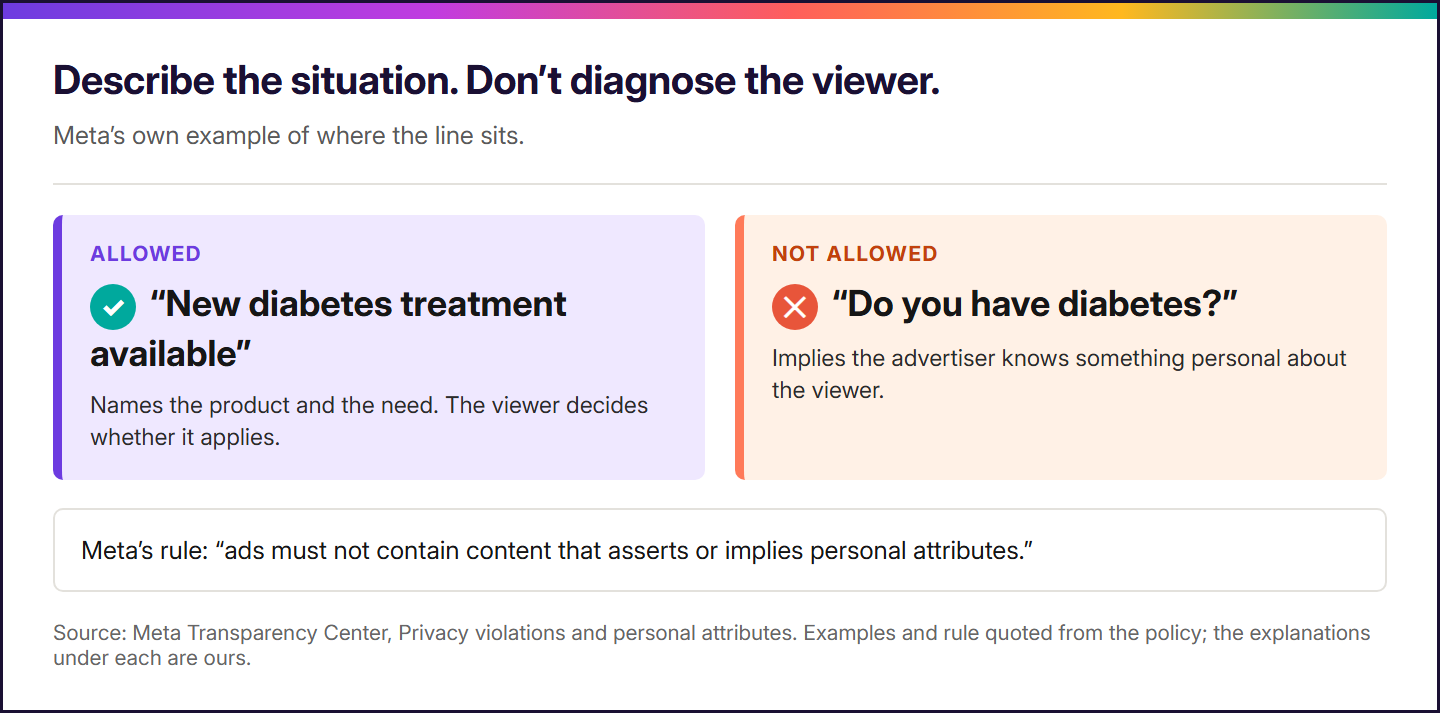 Describe the situation. Don’t diagnose the viewer.
Meta’s own example of where the line sits.
ALLOWED
“New diabetes treatment
available”
Names the product and the need. The viewer decides
whether it applies.
NOT ALLOWED
“Do you have diabetes?”
Implies the advertiser knows something personal about
the viewer.
Meta’s rule: “ads must not contain content that asserts or implies personal attributes.”
Source: Meta Transparency Center, Privacy violations and personal attributes. Examples and rule quoted from the policy; the explanations
under each are ours.